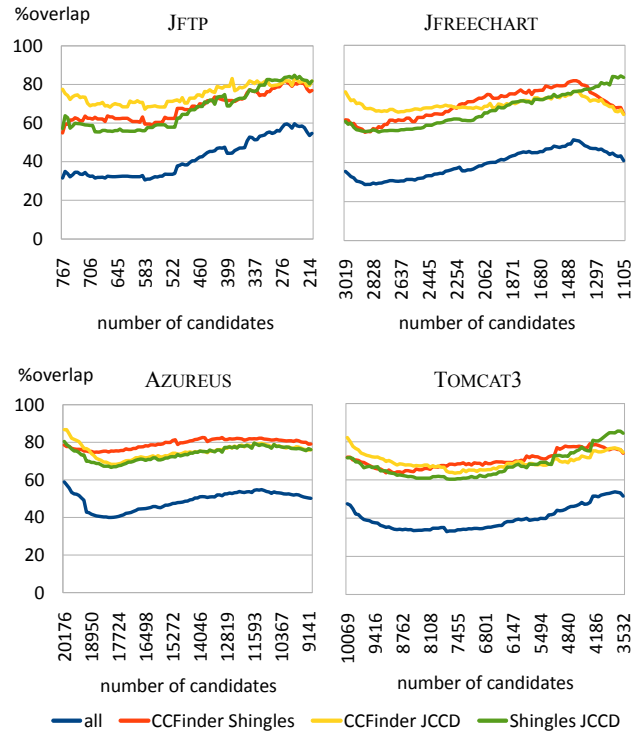 %overlap
JFTP
JFREECHART
100
80
60
40
20
0
767 706 645 583 522 460 399 337 276 214
3019 2828 2637 2445 2254 2062 1871 1680 1488 1297 1105
number of candidates
number of candidates
%overlap
AZUREUS
TOMCAT3
100
80
60
40
20
0
20176 18950 17724 16498 15272 14046 12819 11593 10367 9141
10069 9416 8762 8108 7455 6801 6147 5494 4840 4186 3532
number of candidates
number of candidates
all CCFinder Shingles CCFinder JCCD Shingles JCCD